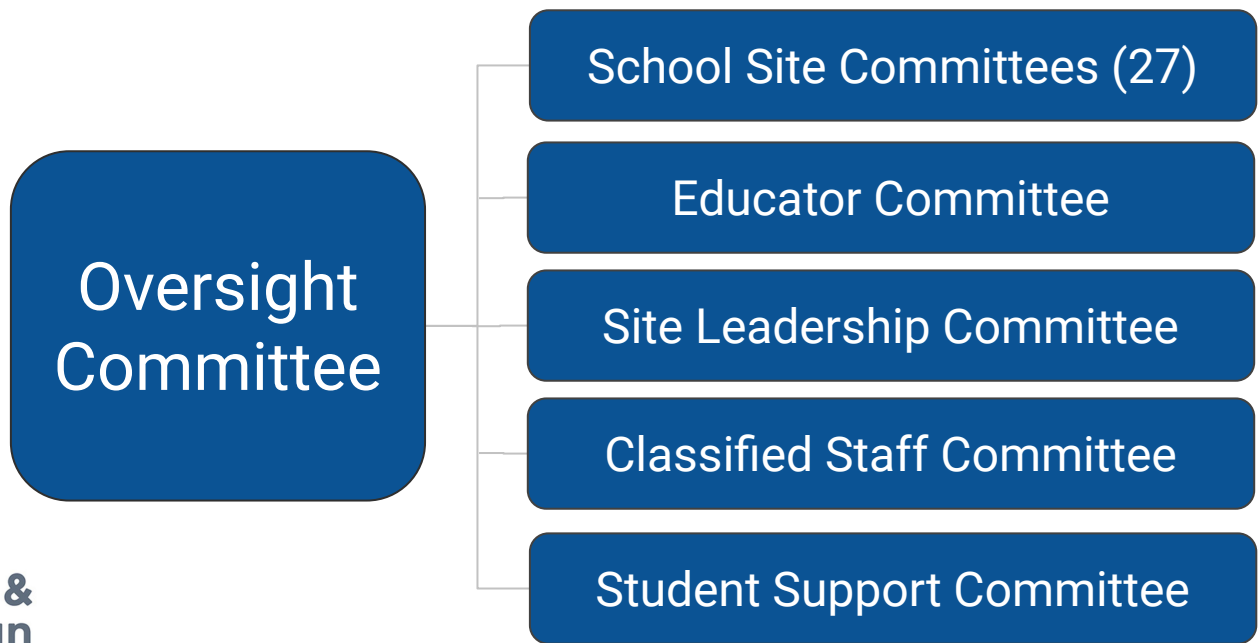 School Site Committees (27)
Educator Committee
Oversight
Committee
Site Leadership Committee
Classified Staff Committee
Student Support Committee
&